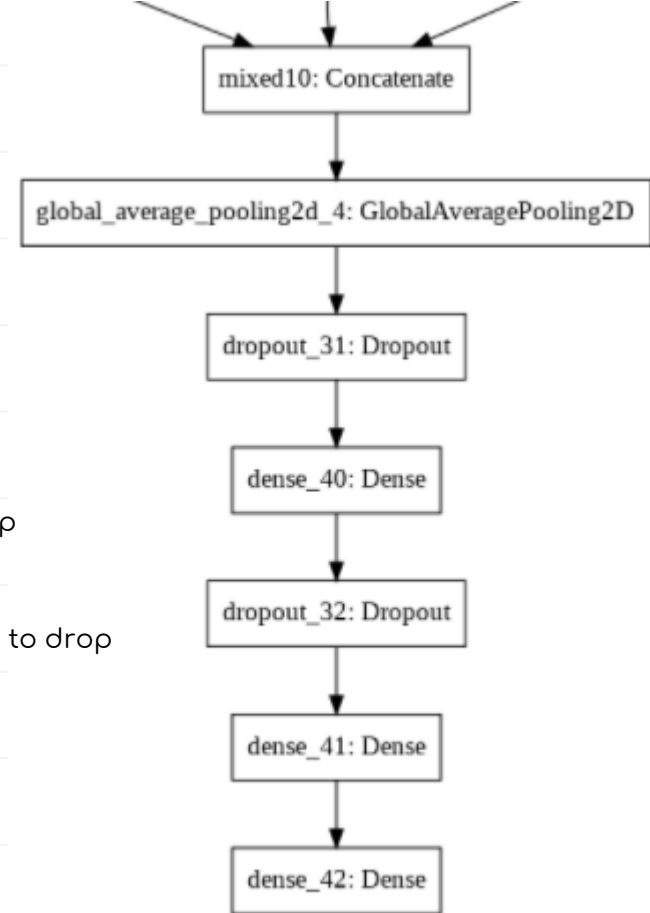 mixed10: Concatenate
global_average_pooling2d_4: GlobalAveragePooling2D
dropout_31: Dropout
dense_40: Dense
p
dropout_32: Dropout
to drop
dense_41: Dense
dense_42: Dense